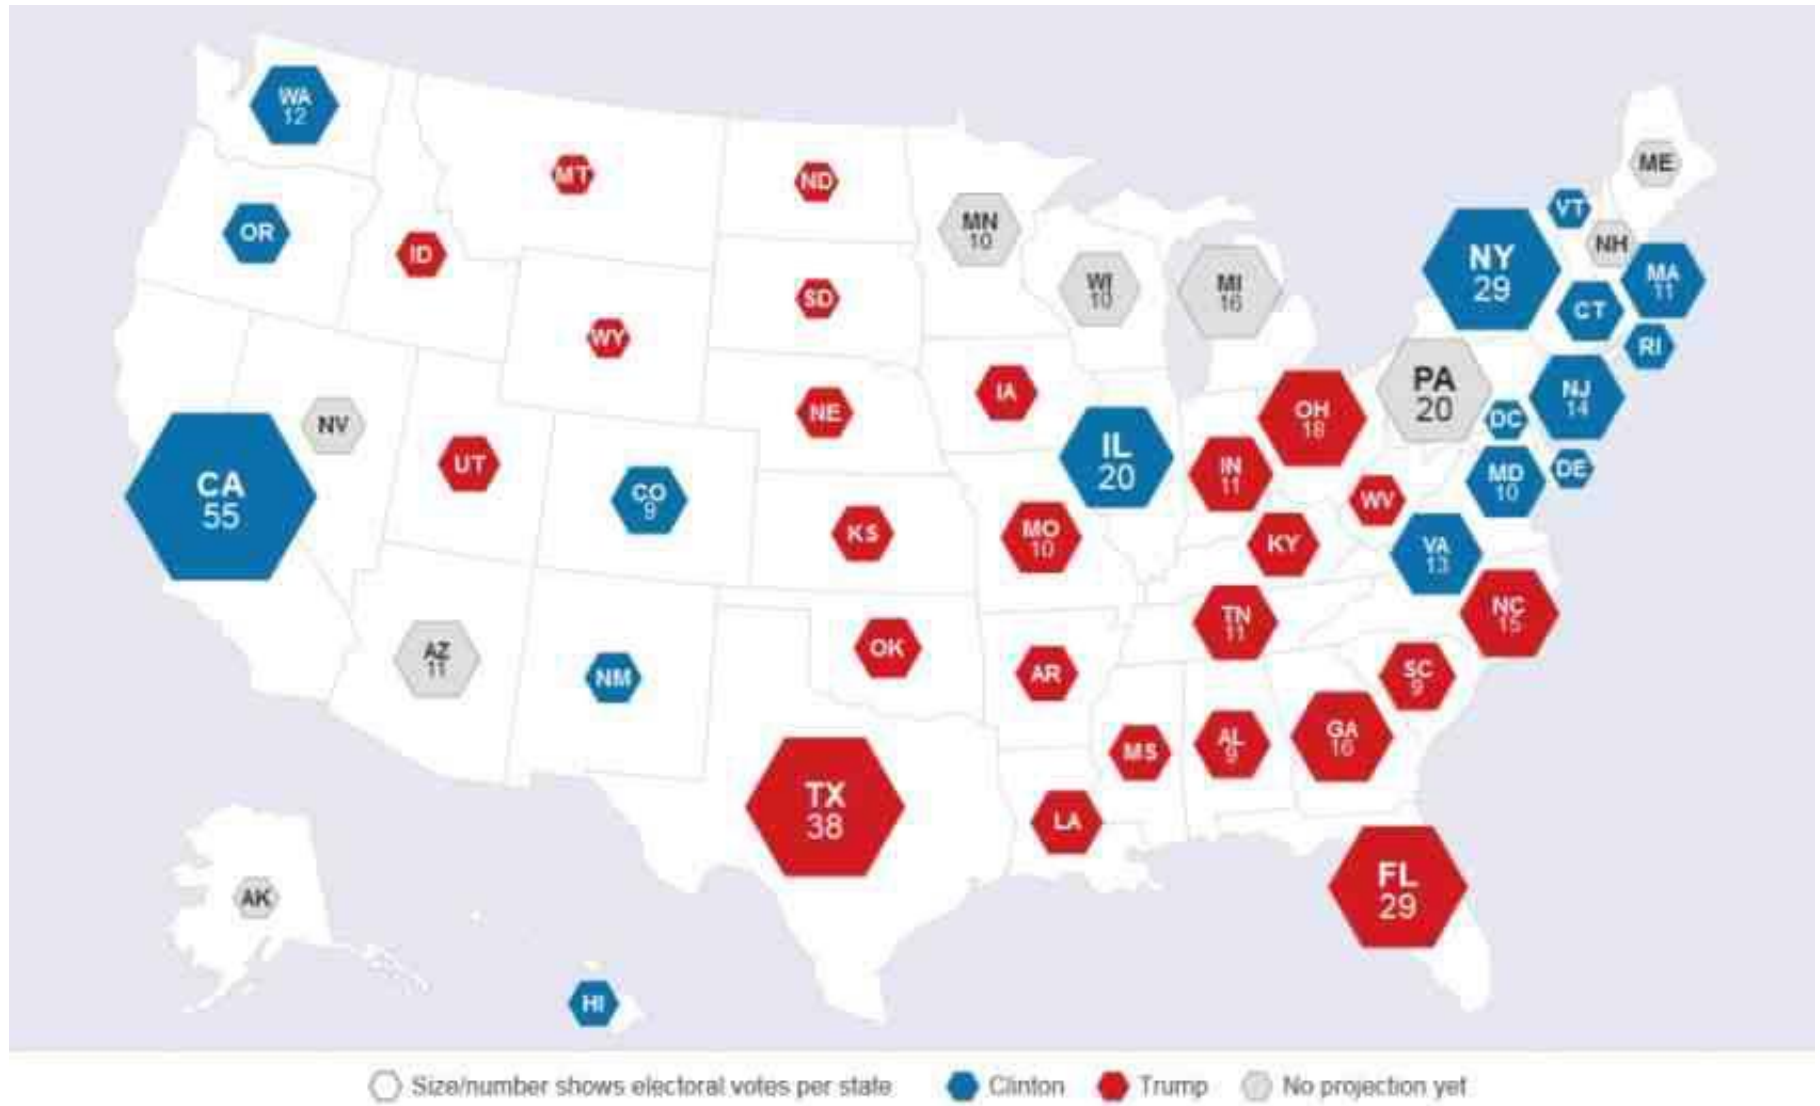 WA
12
MT
ND
ME
VT
OR
MN
10
NH
ID
NY
29
MA
11
WI
10
MI
16
SD
CT
WY
RI
IA
PA
20
NJ
14
NE
OH
18
DC
NV
IL
20
UT
IN
11
MD
10
DE
CA
55
CO
9
WV
KS
MO
10
KY
VA
13
NC
15
TN
11
OK
AZ
11
AR
SC
9
NM
GA
16
AL
9
MS
TX
38
LA
FL
29
AK
HI
Size/number shows electoral votes per state Clinton Trump No projection yet